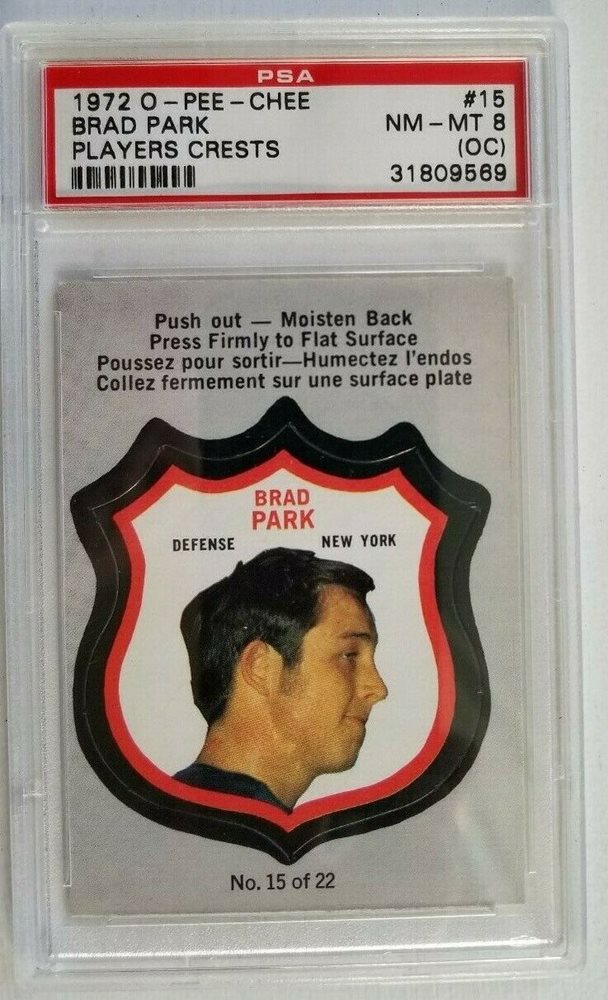 PSA
1972 O-PEE-CHEE #15
BRAD PARK NM-MT 8
PLAYERS CRESTS (OC)
31809569
Push out — Moisten Back
Press Firmly to Flat Surface
Poussez pour sortir—Humectez l'endos
Collez fermement sur une surface plate
BRAD
PARK
DEFENSE NEW YORK
No. 15 of 22